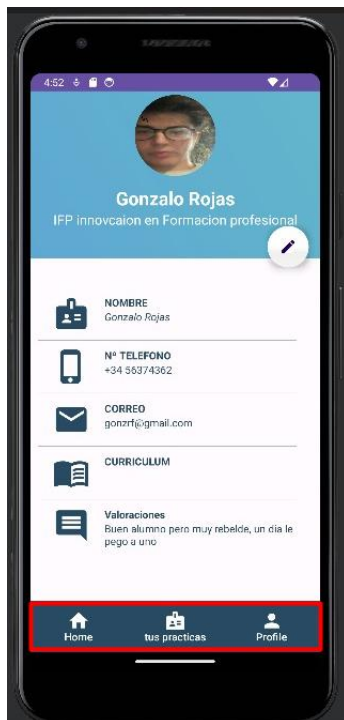 4:52
Gonzalo Rojas
IFP innovcaion en Formacion profesional
NOMBRE
Gonzalo Rojas
Nº TELEFONO
+34 56374362
CORREO
gonzrf@gmail.com
CURRICULUM
Valoraciones
Buen alumno pero muy rebelde, un dia le
pego a uno
Home
tus practicas
Profile